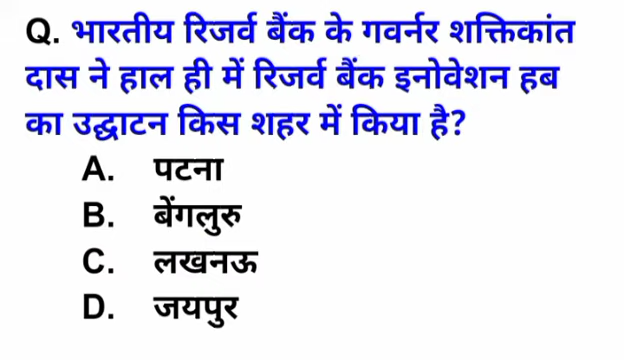 Q. भारतीय रिजर्व बैंक के गवर्नर शक्तिकांत
दास ने हाल ही में रिजर्व बैंक इनोवेशन हब
का उद्घाटन किस शहर में किया है?
A. पटना
B. बेंगलुरु
C. लखनऊ
D. जयपुर